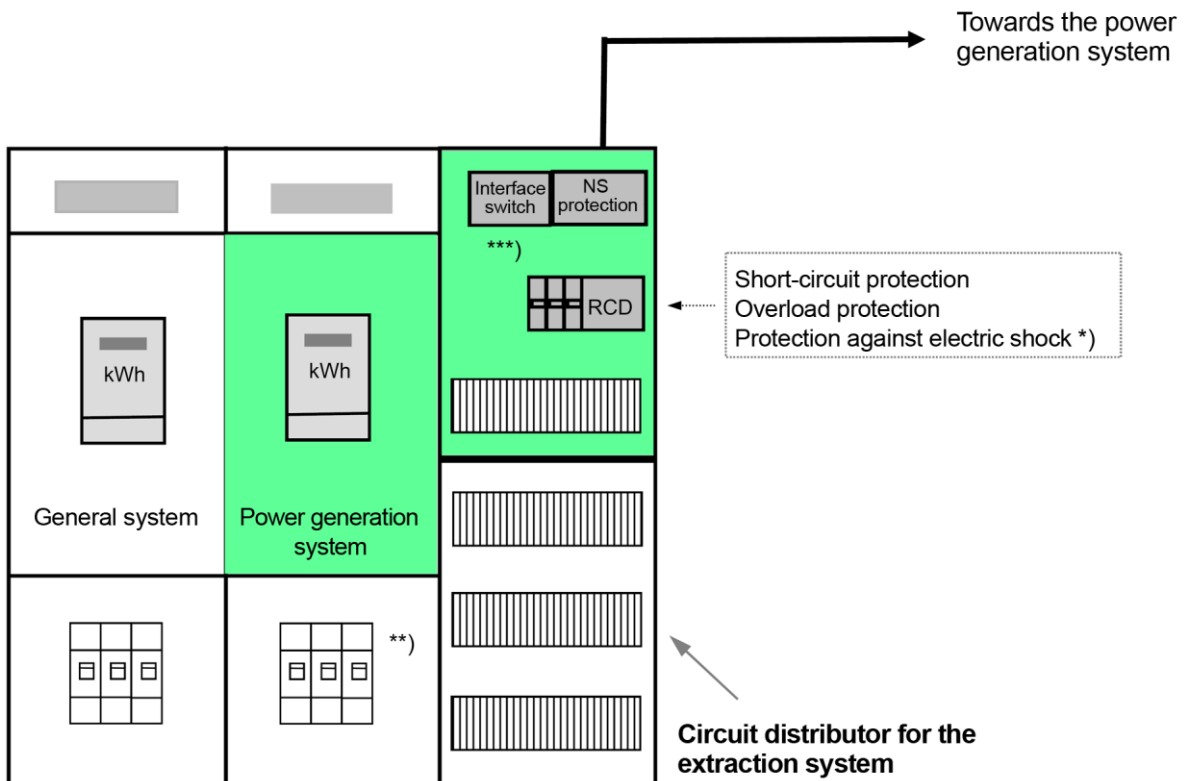 Towards the power
generation system
Interface
switch
NS
protection
***)
RCD
Short-circuit protection
Overload protection
Protection against electric shock *)
kWh
kWh
General system
Power generation
system
**)
Circuit distributor for the
extraction system